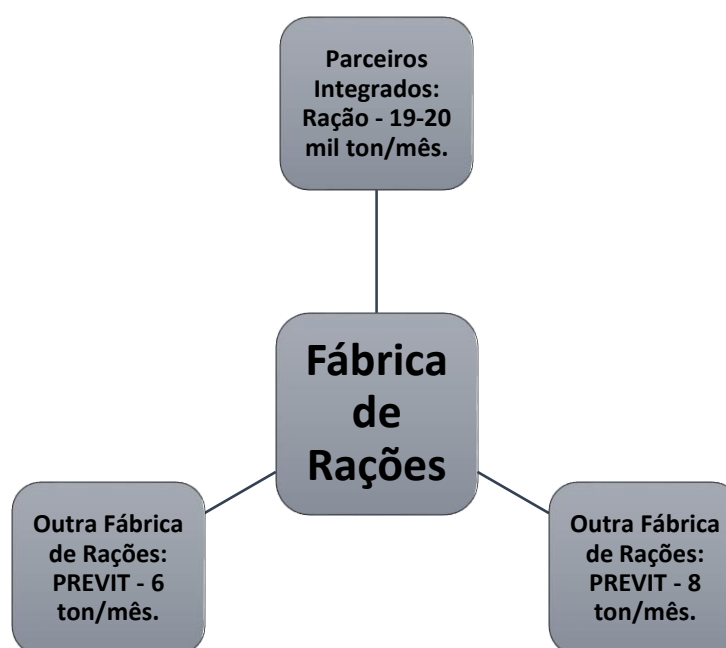 Parceiros
Integrados:
Ração - 19-20
mil ton/mês.
Fábrica
de
Rações
Outra Fábrica
de Rações:
PREVIT - 6
ton/mês.
Outra Fábrica
de Rações:
PREVIT - 8
ton/mês.